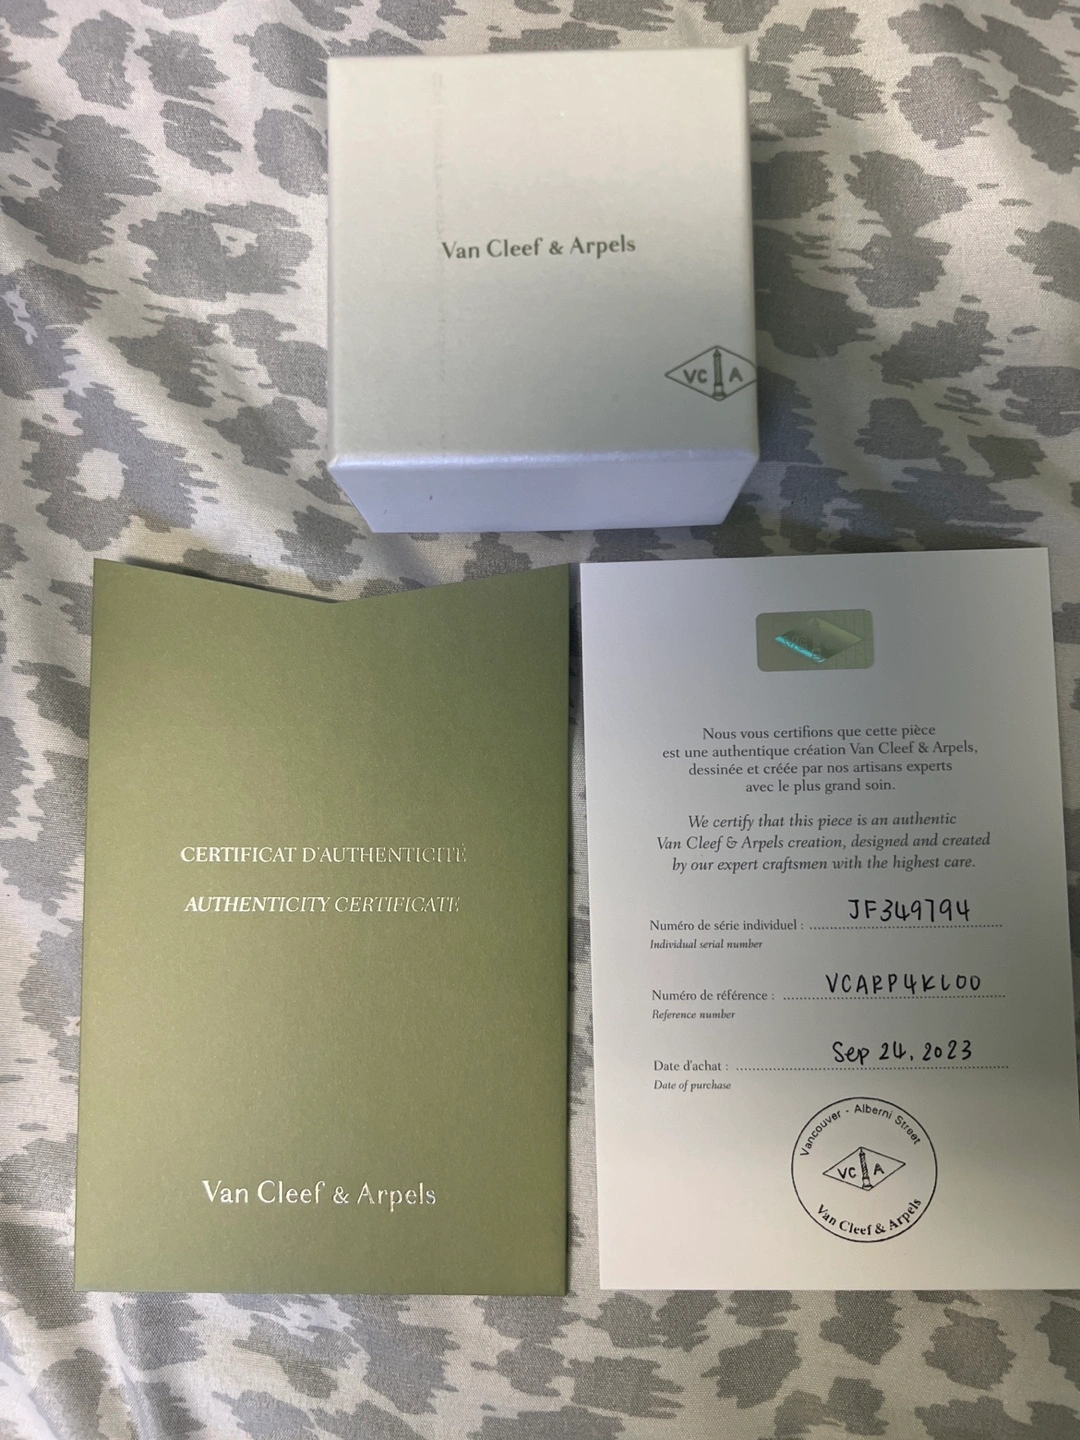 Van Cleef & Arpels
VC A
CERTIFICAT D'AUTHENTICITÉ
AUTHENTICITY CERTIFICATE
Van Cleef & Arpels
Nous vous certifions que cette pièce
est une authentique création Van Cleef & Arpels,
dessinée et créée par nos artisans experts
avec le plus grand soin.
We certify that this piece is an authentic
Van Cleef & Arpels creation, designed and created
by our expert craftsmen with the highest care.
Numéro de série individuel : JF349794
Individual serial number
Numéro de référence : VCARP4KL00
Reference number
Date d'achat : Sep 24, 2023
Date of purchase
Vancouver - Alberni Street
VC A
Van Cleef & Arpels